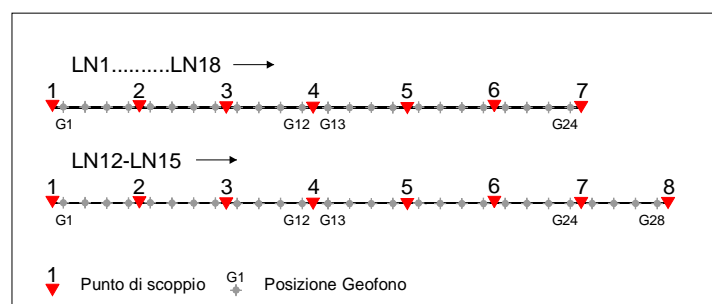 LN1..........LN18
1 2 3 4 5 6 7
G1 G12 G13 G24
LN12-LN15
1 2 3 4 5 6 7 8
G1 G12 G13 G24 G28
1 Punto di scoppio G1 Posizione Geofono